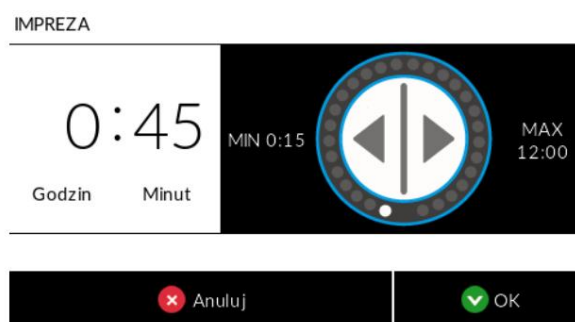 IMPREZA
0:45
Godzin Minut
MIN 0:15
MAX
12:00
Anuluj
OK